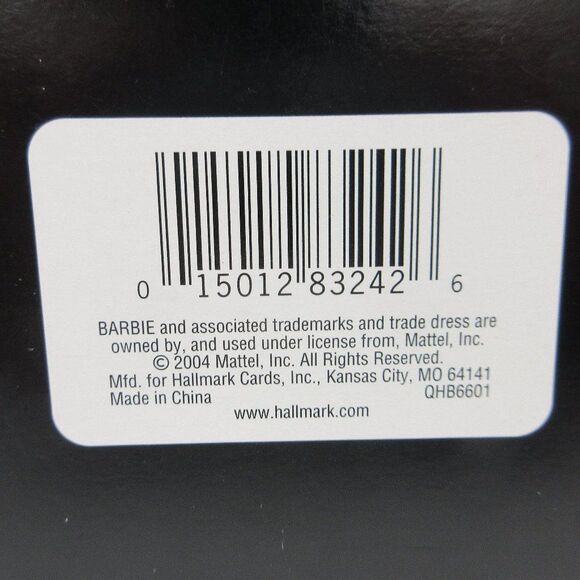 0 15012 83242 6
BARBIE and associated trademarks and trade dress are
owned by, and used under license from, Mattel, Inc.
© 2004 Mattel, Inc. All Rights Reserved.
Mfd. for Hallmark Cards, Inc., Kansas City, MO 64141
Made in China QHB6601
www.hallmark.com